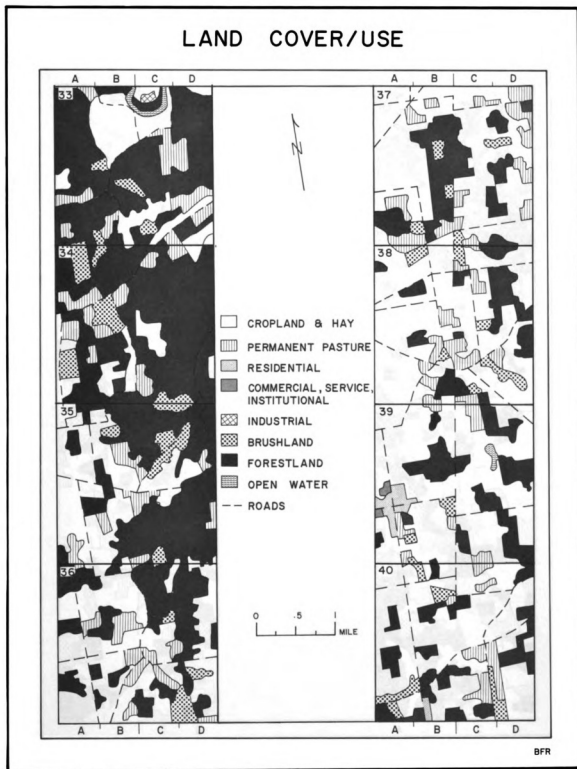 LAND COVER/USE
A B C D
A B C D
33
37
34
38
CROPLAND & HAY
PERMANENT PASTURE
RESIDENTIAL
COMMERCIAL, SERVICE,
INSTITUTIONAL
INDUSTRIAL
BRUSHLAND
FORESTLAND
OPEN WATER
ROADS
35
39
36
40
N
0 .5 1
MILE
A B C D
A B C D
BFR